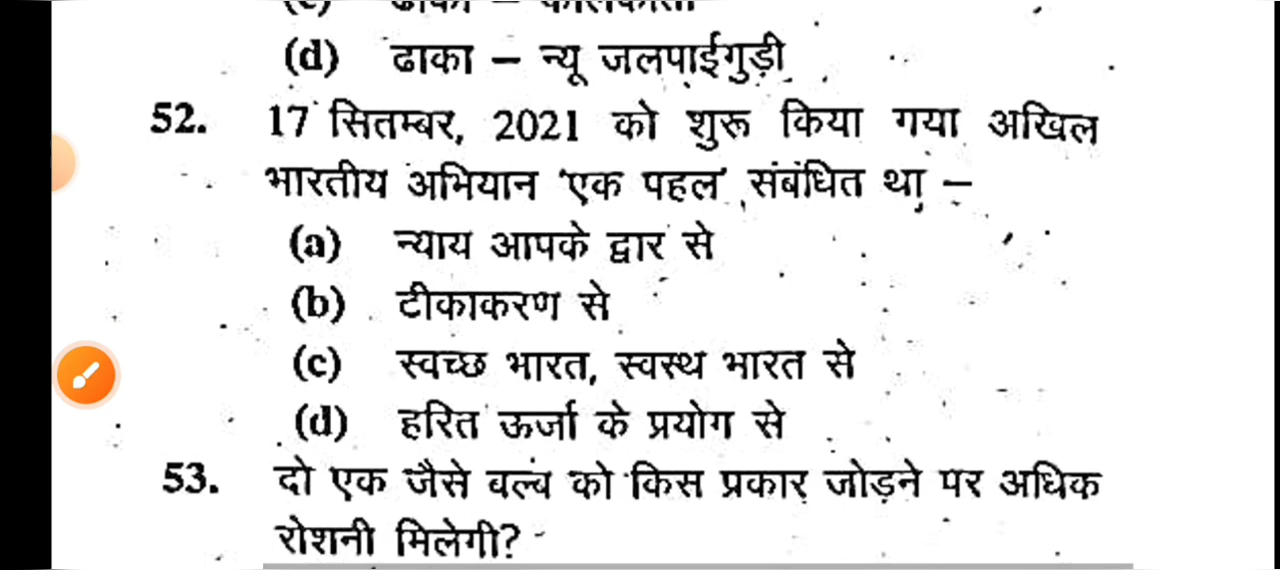 (d) ढाका – न्यू जलपाईगुड़ी
52. 17 सितम्बर, 2021 को शुरू किया गया अखिल
भारतीय अभियान 'एक पहल' संबंधित था –
(a) न्याय आपके द्वार से
(b) टीकाकरण से
(c) स्वच्छ भारत, स्वस्थ भारत से
(d) हरित ऊर्जा के प्रयोग से
53. दो एक जैसे बल्ब को किस प्रकार जोड़ने पर अधिक
रोशनी मिलेगी?